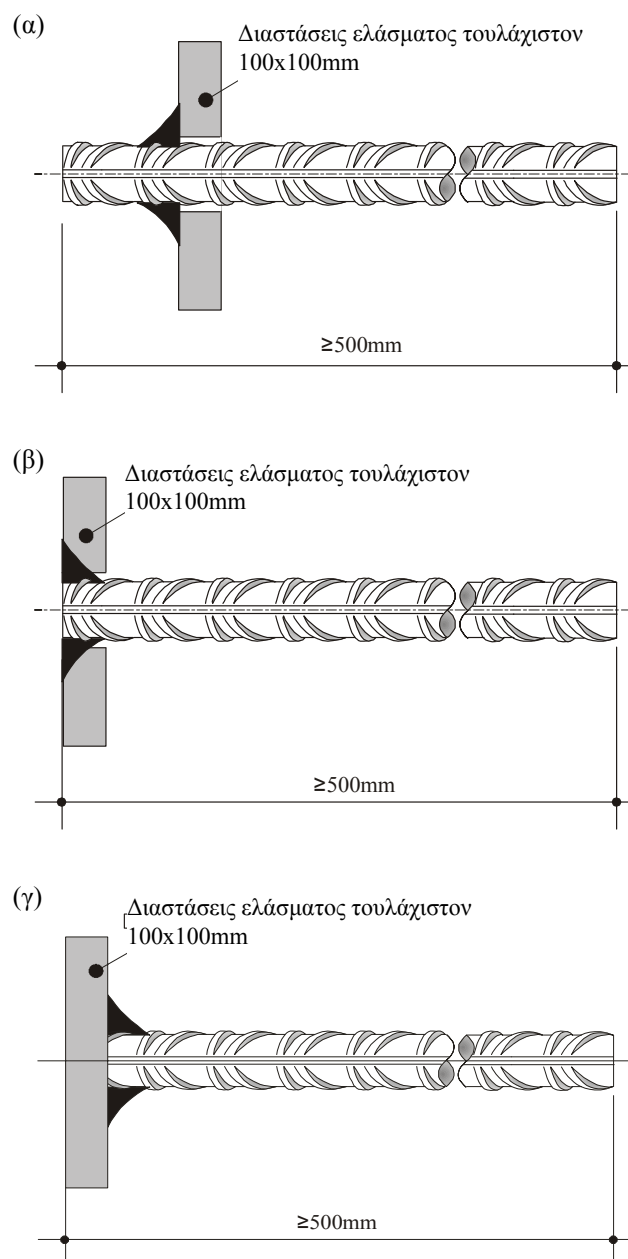 (α)
Διαστάσεις ελάσματος τουλάχιστον
100x100mm
≥500mm
(β)
Διαστάσεις ελάσματος τουλάχιστον
100x100mm
≥500mm
(γ)
Διαστάσεις ελάσματος τουλάχιστον
100x100mm
≥500mm